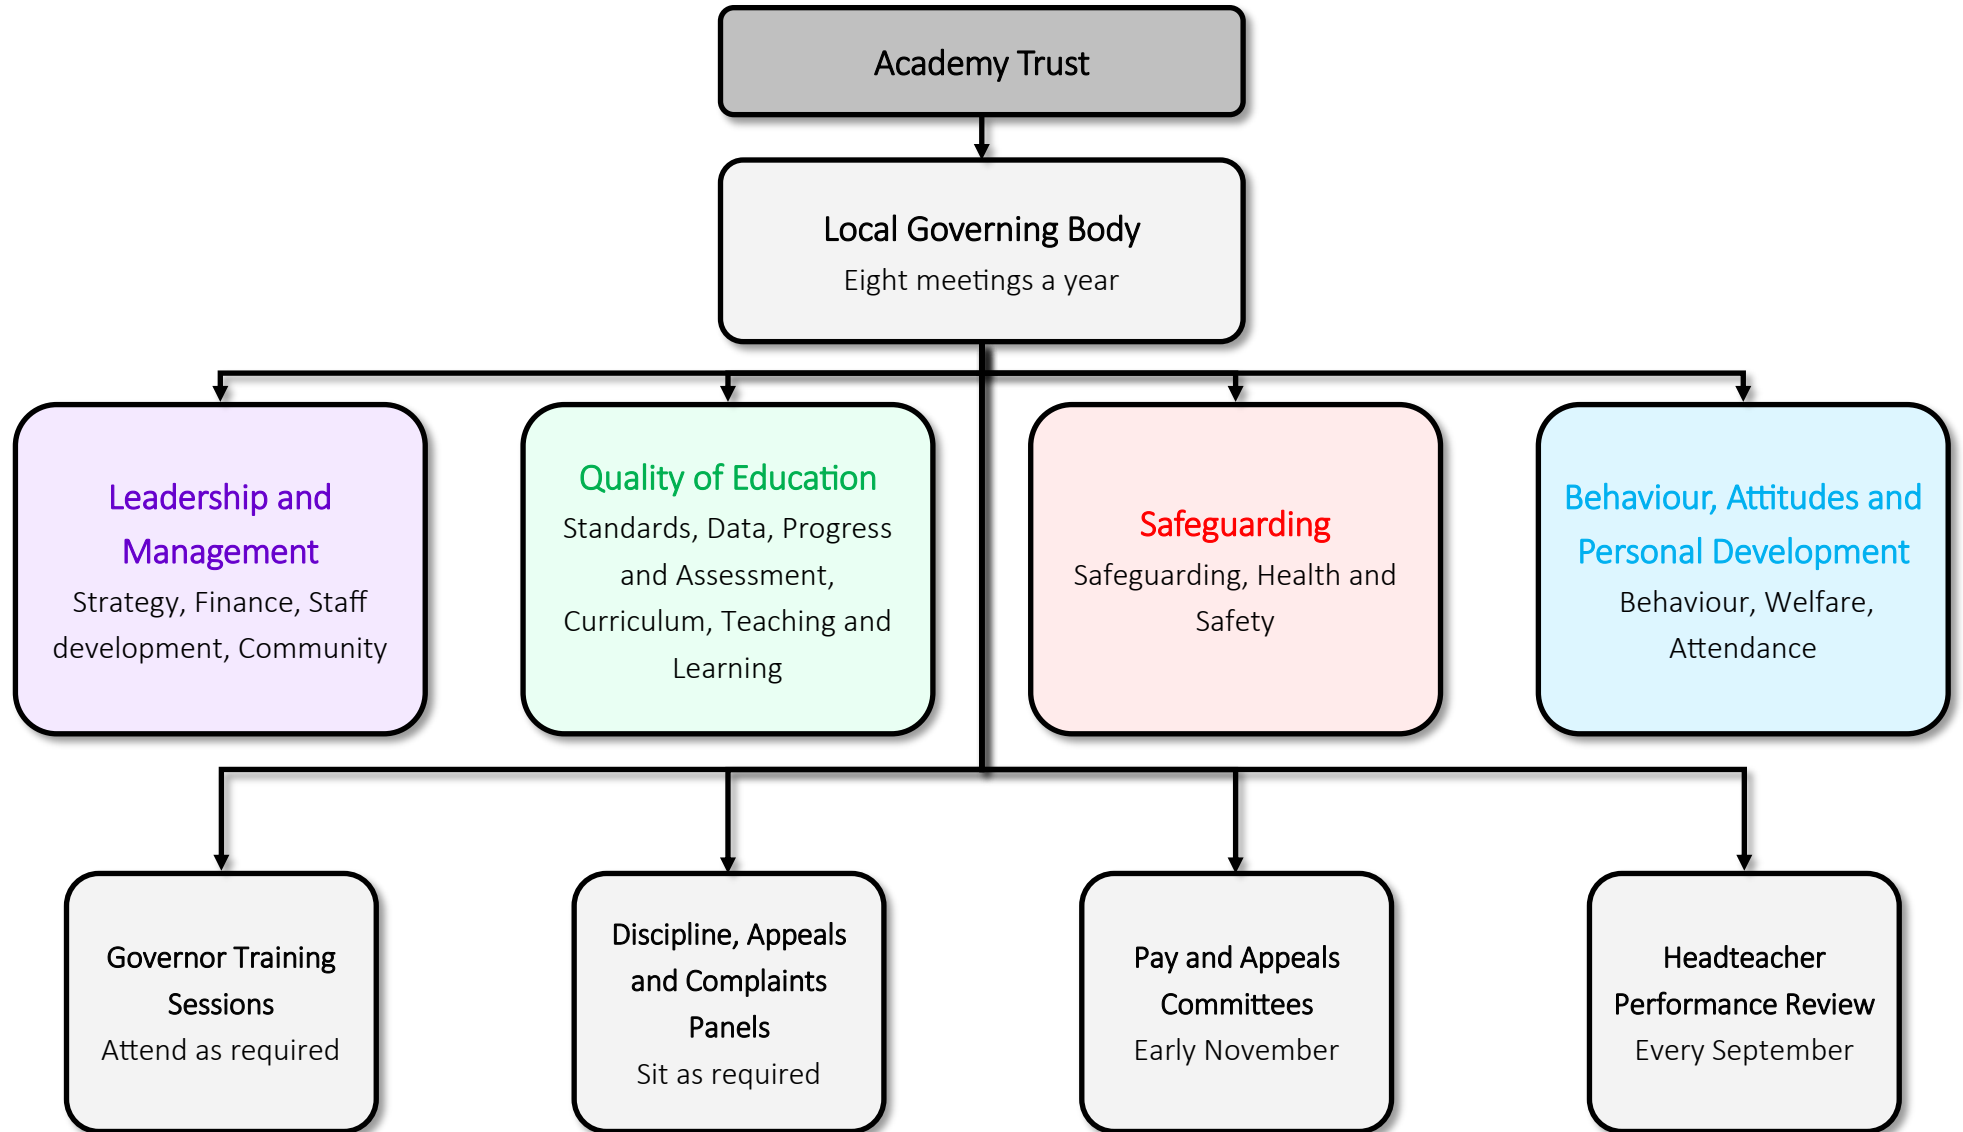 Academy Trust
Local Governing Body
Eight meetings a year
Leadership and
Management
Strategy, Finance, Staff
development, Community
Quality of Education
Standards, Data, Progress
and Assessment,
Curriculum, Teaching and
Learning
Safeguarding
Safeguarding, Health and
Safety
Behaviour, Attitudes and
Personal Development
Behaviour, Welfare,
Attendance
Governor Training
Sessions
Attend as required
Discipline, Appeals
and Complaints
Panels
Sit as required
Pay and Appeals
Committees
Early November
Headteacher
Performance Review
Every September